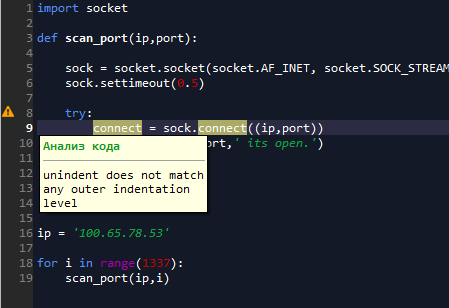 1 import socket
2
3 def scan_port(ip,port):
4
5 sock = socket.socket(socket.AF_INET, socket.SOCK_STREAM
6 sock.settimeout(0.5)
7
8 try:
9 connect = sock.connect((ip,port))
10 ort,' its open.')
Анализ кода
unindent does not match
any outer indentation
level
15
16 ip = '100.65.78.53'
17
18 for i in range(1337):
19 scan_port(ip,i)